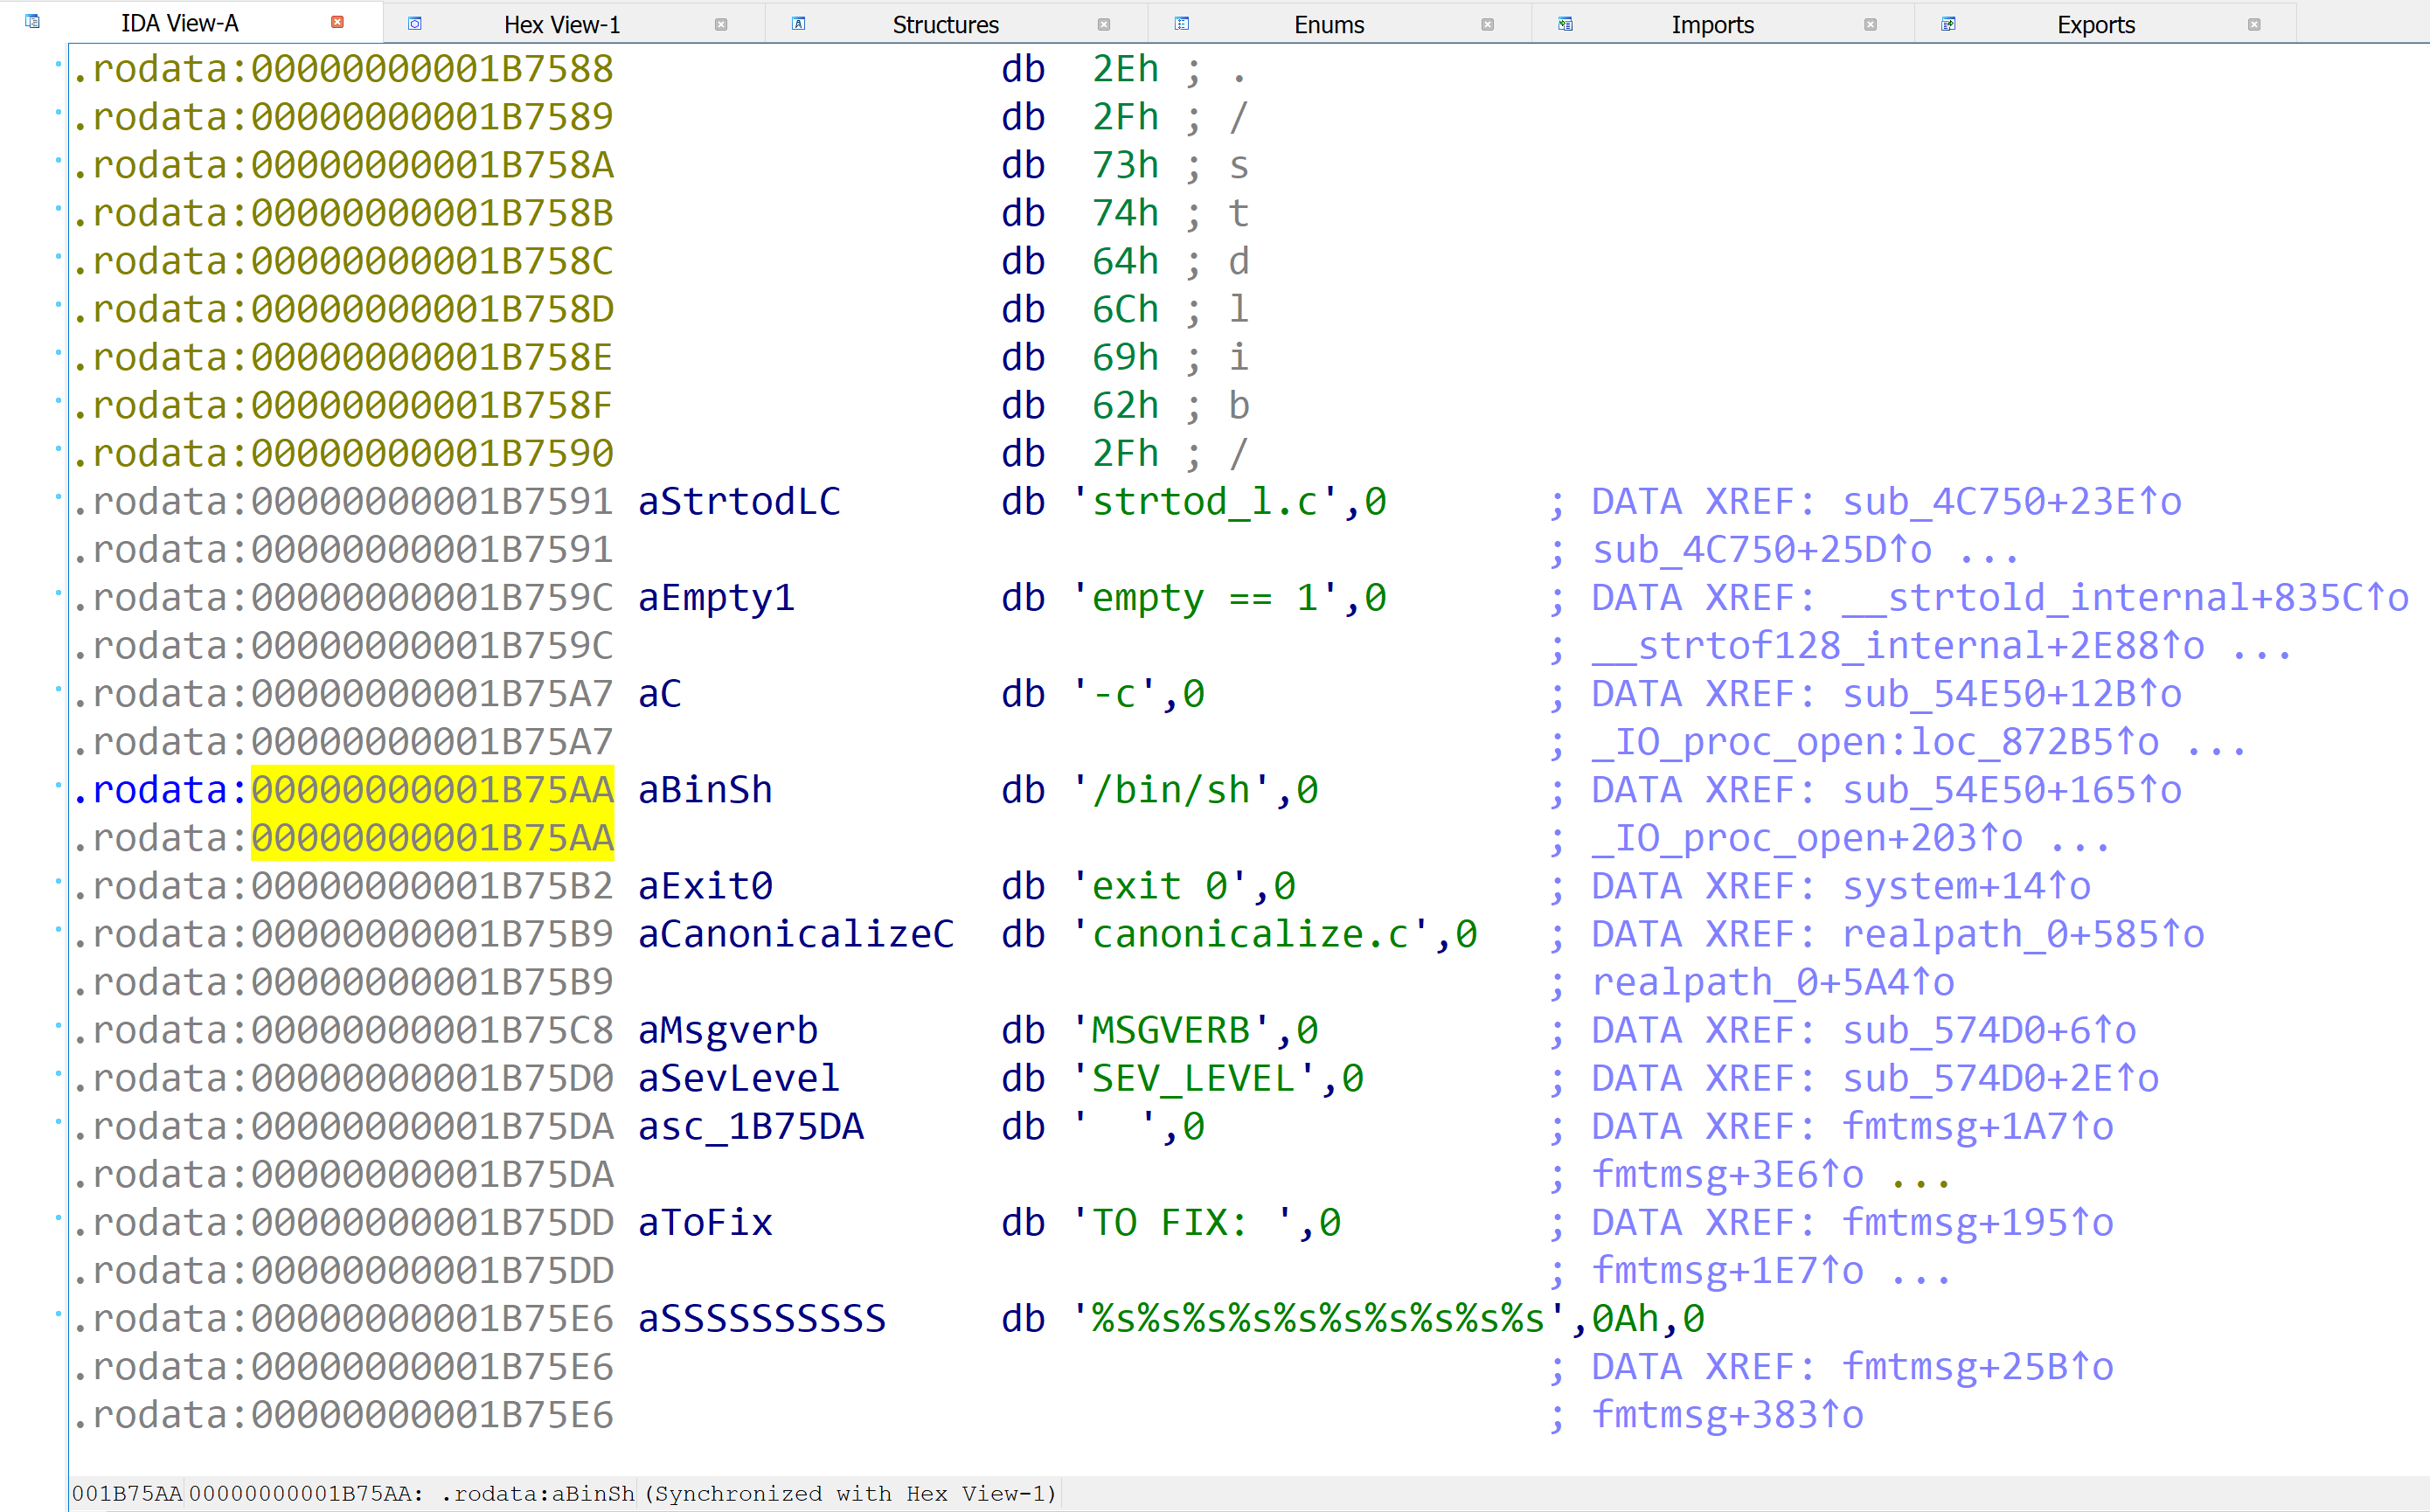 IDA View-A Hex View-1 Structures Enums Imports Exports
.rodata:00000000001B7588 db 2Eh ; .
.rodata:00000000001B7589 db 2Fh ; /
.rodata:00000000001B758A db 73h ; s
.rodata:00000000001B758B db 74h ; t
.rodata:00000000001B758C db 64h ; d
.rodata:00000000001B758D db 6Ch ; l
.rodata:00000000001B758E db 69h ; i
.rodata:00000000001B758F db 62h ; b
.rodata:00000000001B7590 db 2Fh ; /
.rodata:00000000001B7591 aStrtodLC db 'strtod_l.c',0 ; DATA XREF: sub_4C750+23E↑o
.rodata:00000000001B7591 ; sub_4C750+25D↑o ...
.rodata:00000000001B759C aEmpty1 db 'empty == 1',0 ; DATA XREF: __strtold_internal+835C↑o
.rodata:00000000001B759C ; __strtof128_internal+2E88↑o ...
.rodata:00000000001B75A7 aC db '-c',0 ; DATA XREF: sub_54E50+12B↑o
.rodata:00000000001B75A7 ; _IO_proc_open:loc_872B5↑o ...
.rodata:00000000001B75AA aBinSh db '/bin/sh',0 ; DATA XREF: sub_54E50+165↑o
.rodata:00000000001B75AA ; _IO_proc_open+203↑o ...
.rodata:00000000001B75B2 aExit0 db 'exit 0',0 ; DATA XREF: system+14↑o
.rodata:00000000001B75B9 aCanonicalizeC db 'canonicalize.c',0 ; DATA XREF: realpath_0+585↑o
.rodata:00000000001B75B9 ; realpath_0+5A4↑o
.rodata:00000000001B75C8 aMsgverb db 'MSGVERB',0 ; DATA XREF: sub_574D0+6↑o
.rodata:00000000001B75D0 aSevLevel db 'SEV_LEVEL',0 ; DATA XREF: sub_574D0+2E↑o
.rodata:00000000001B75DA asc_1B75DA db '  ',0 ; DATA XREF: fmtmsg+1A7↑o
.rodata:00000000001B75DA ; fmtmsg+3E6↑o ...
.rodata:00000000001B75DD aToFix db 'TO FIX: ',0 ; DATA XREF: fmtmsg+195↑o
.rodata:00000000001B75DD ; fmtmsg+1E7↑o ...
.rodata:00000000001B75E6 aSSSSSSSSSS db '%s%s%s%s%s%s%s%s%s%s',0Ah,0
.rodata:00000000001B75E6 ; DATA XREF: fmtmsg+25B↑o
.rodata:00000000001B75E6 ; fmtmsg+383↑o
001B75AA 00000000001B75AA: .rodata:aBinSh (Synchronized with Hex View-1)